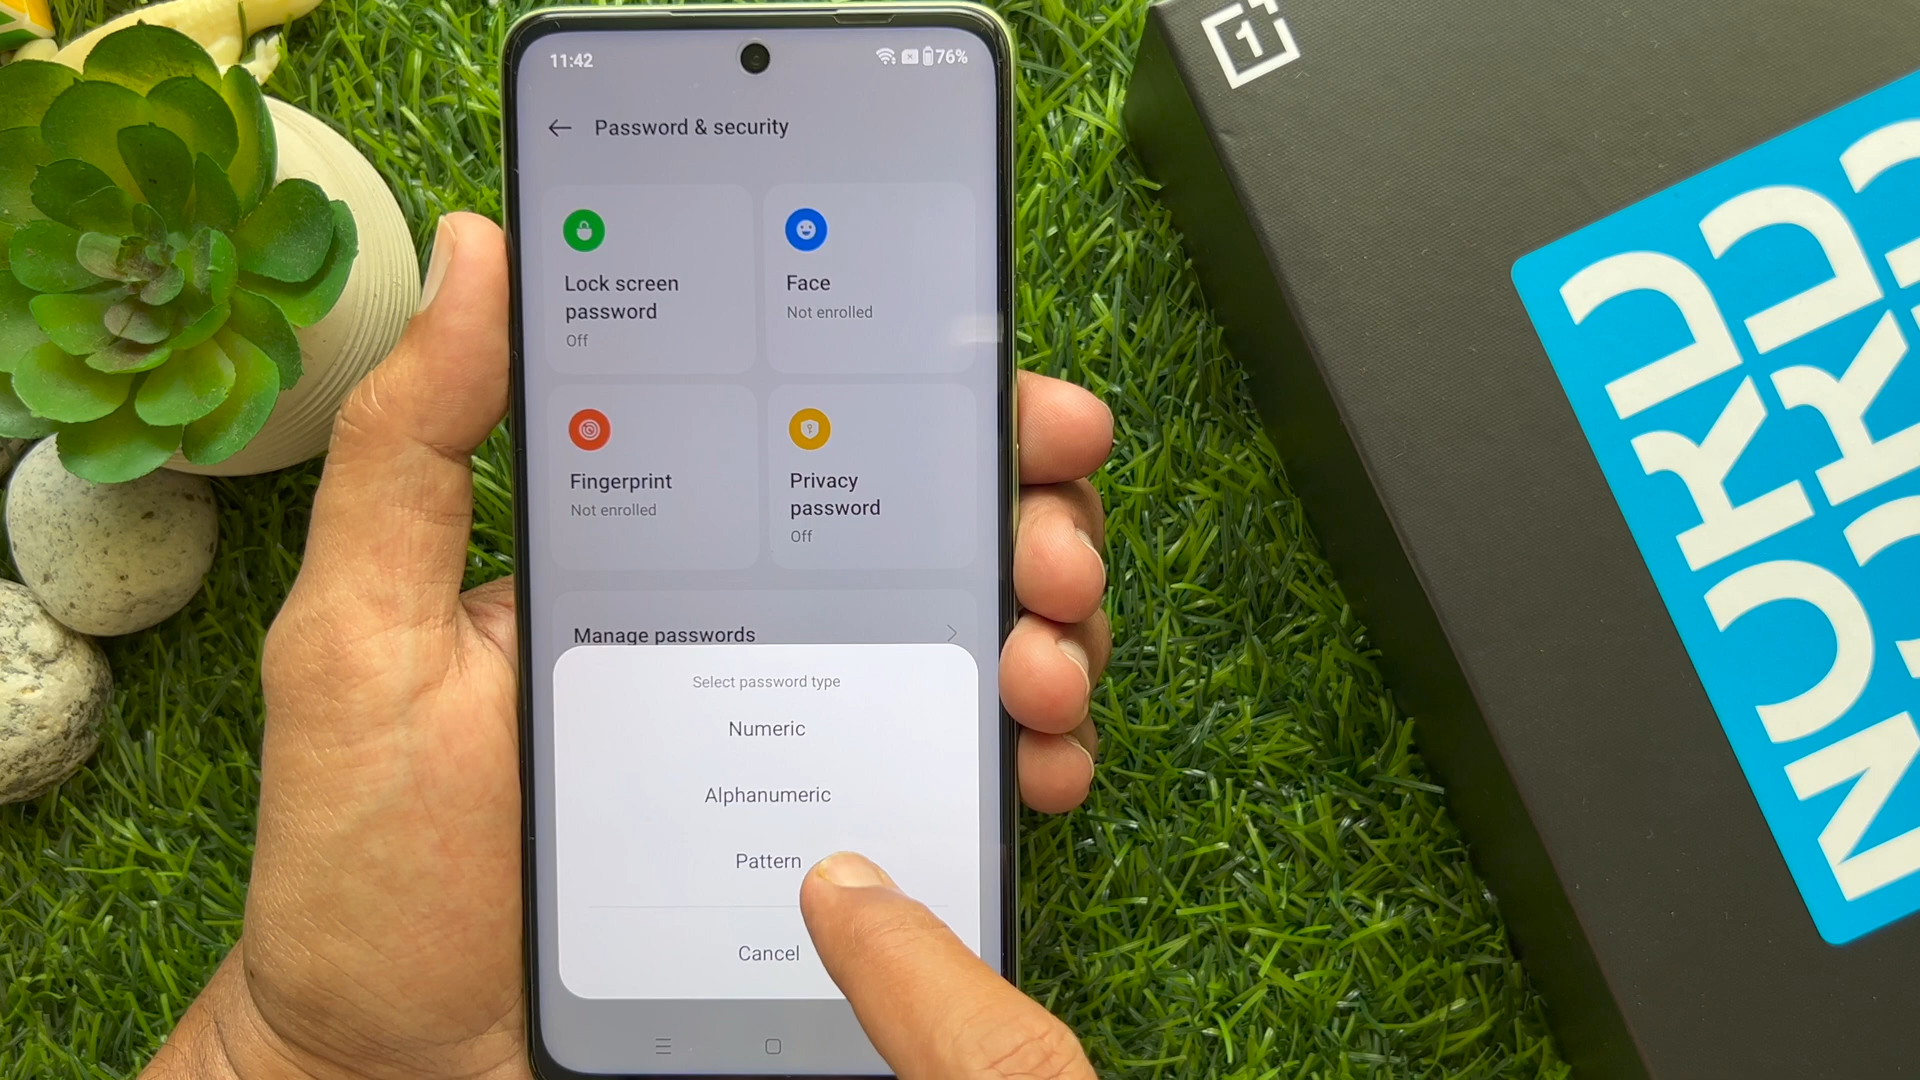 11:42
76%
Password & security
Lock screen
password
Off
Face
Not enrolled
Fingerprint
Not enrolled
Privacy
password
Off
Manage passwords
Select password type
Numeric
Alphanumeric
Pattern
Cancel
1+
NORD